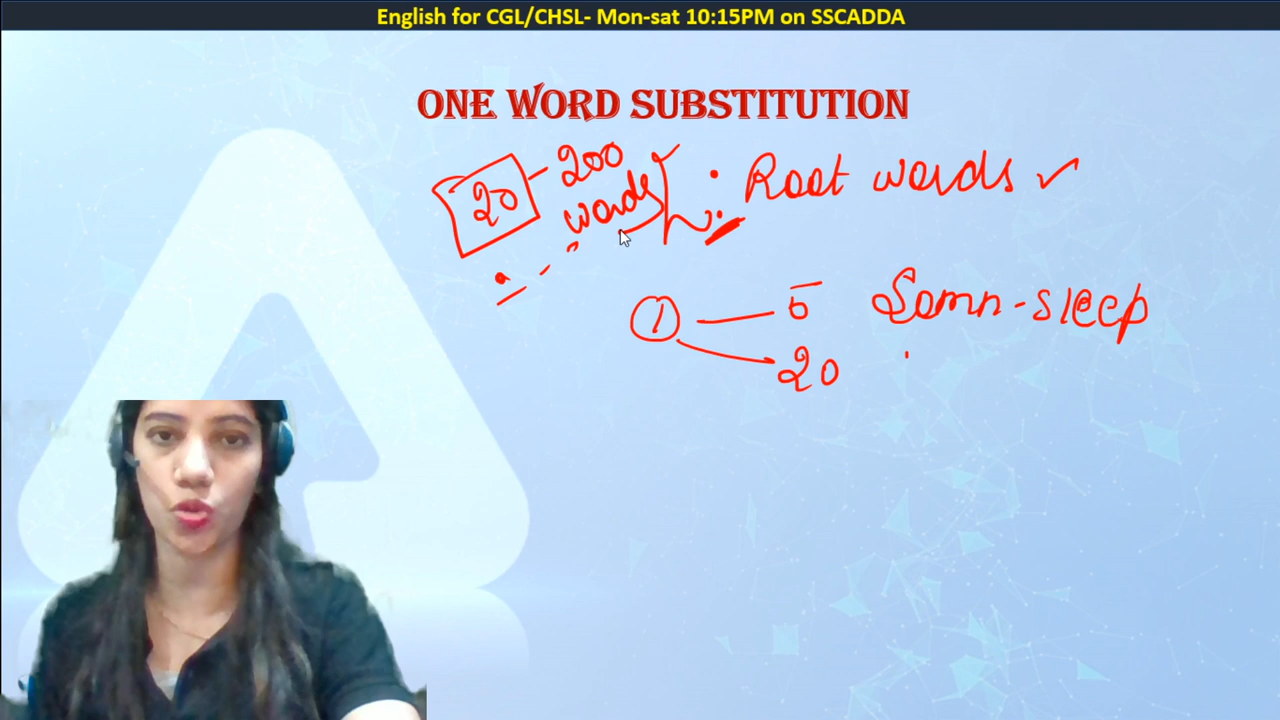 English for CGL/CHSL- Mon-sat 10:15PM on SSCADDA
ONE WORD SUBSTITUTION
20 - 200 words
Root words ✓
1 5 Somn-sleep
20